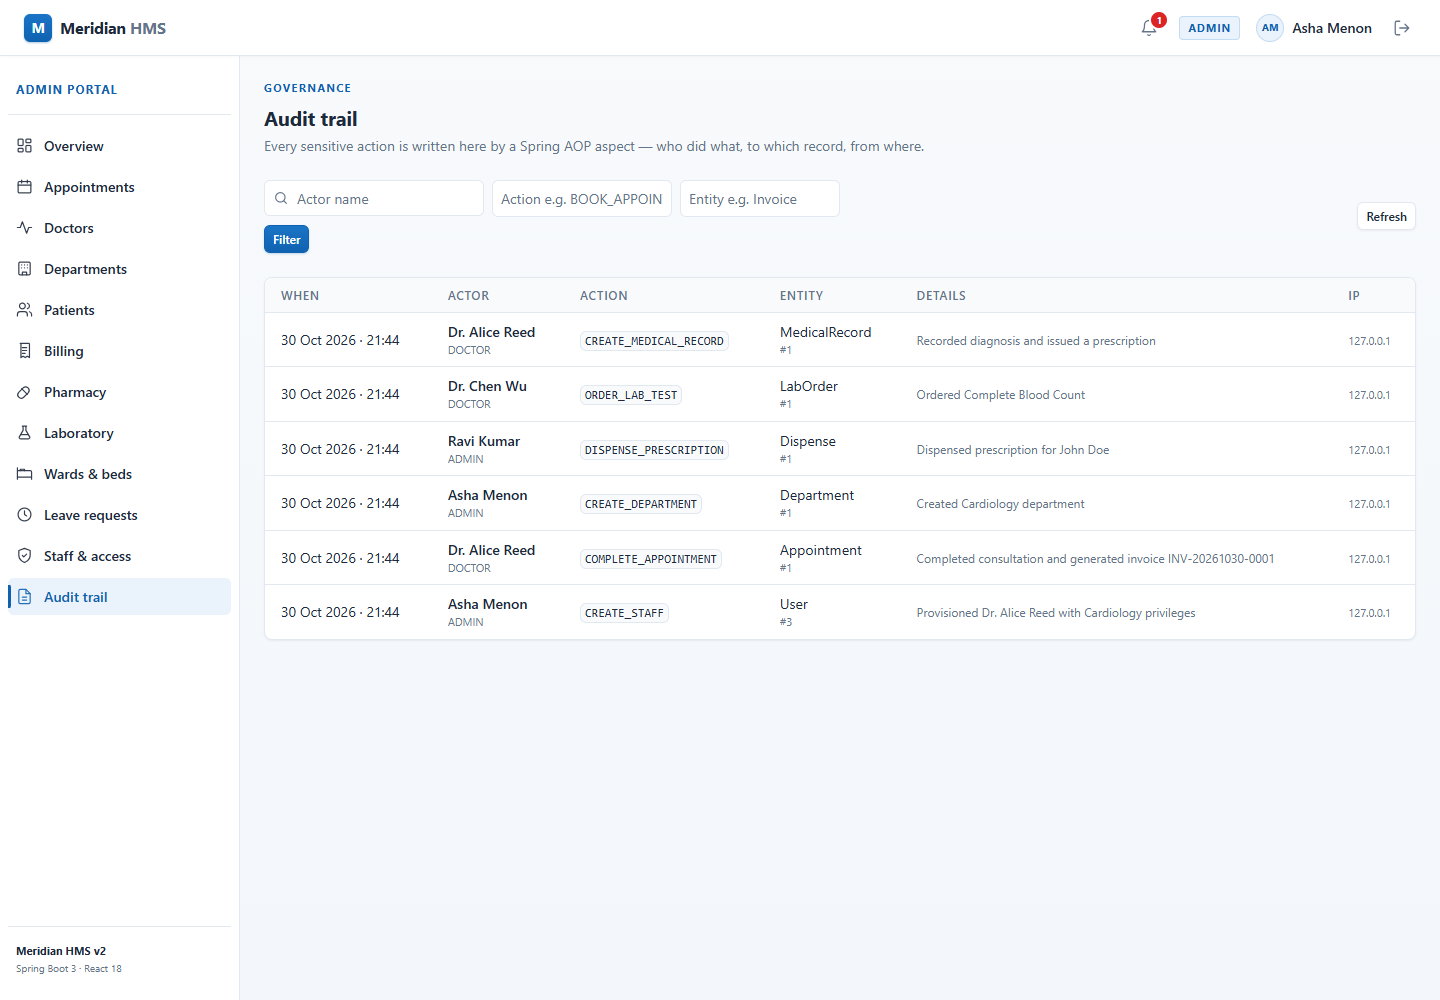 M Meridian HMS
1
ADMIN
AM Asha Menon
ADMIN PORTAL
Overview
Appointments
Doctors
Departments
Patients
Billing
Pharmacy
Laboratory
Wards & beds
Leave requests
Staff & access
Audit trail
Meridian HMS v2
Spring Boot 3 · React 18
GOVERNANCE
Audit trail
Every sensitive action is written here by a Spring AOP aspect — who did what, to which record, from where.
Actor name
Action e.g. BOOK_APPOIN
Entity e.g. Invoice
Filter
Refresh
WHEN ACTOR ACTION ENTITY DETAILS IP
30 Oct 2026 · 21:44 Dr. Alice Reed CREATE_MEDICAL_RECORD MedicalRecord Recorded diagnosis and issued a prescription 127.0.0.1
DOCTOR #1
30 Oct 2026 · 21:44 Dr. Chen Wu ORDER_LAB_TEST LabOrder Ordered Complete Blood Count 127.0.0.1
DOCTOR #1
30 Oct 2026 · 21:44 Ravi Kumar DISPENSE_PRESCRIPTION Dispense Dispensed prescription for John Doe 127.0.0.1
ADMIN #1
30 Oct 2026 · 21:44 Asha Menon CREATE_DEPARTMENT Department Created Cardiology department 127.0.0.1
ADMIN #1
30 Oct 2026 · 21:44 Dr. Alice Reed COMPLETE_APPOINTMENT Appointment Completed consultation and generated invoice INV-20261030-0001 127.0.0.1
DOCTOR #1
30 Oct 2026 · 21:44 Asha Menon CREATE_STAFF User Provisioned Dr. Alice Reed with Cardiology privileges 127.0.0.1
ADMIN #3